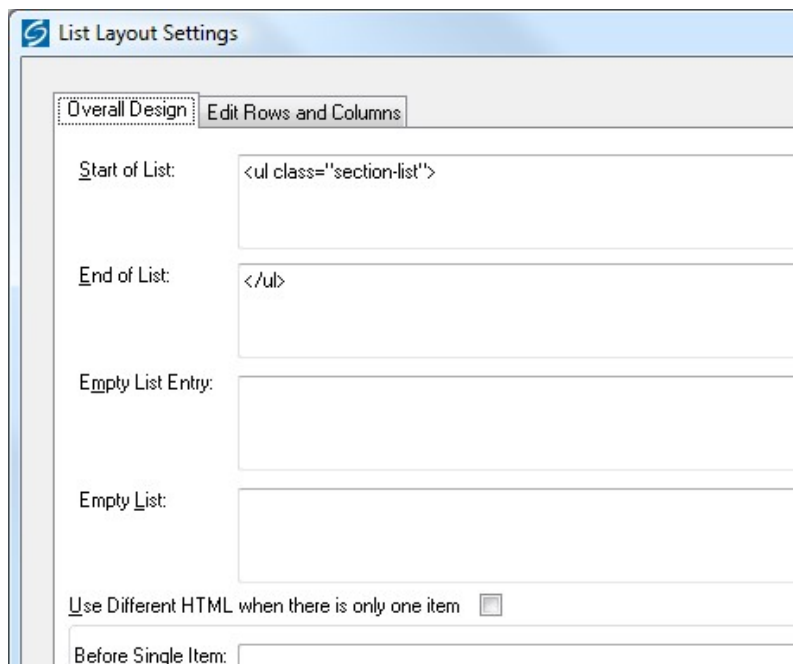 List Layout Settings
Overall Design Edit Rows and Columns
Start of List: <ul class="section-list">
End of List: </ul>
Empty List Entry:
Empty List:
Use Different HTML when there is only one item
Before Single Item: